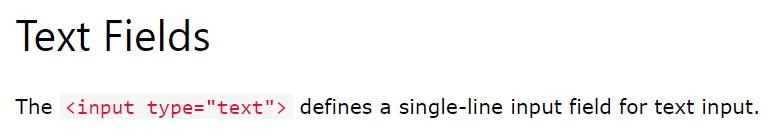 Text Fields
The <input type="text"> defines a single-line input field for text input.